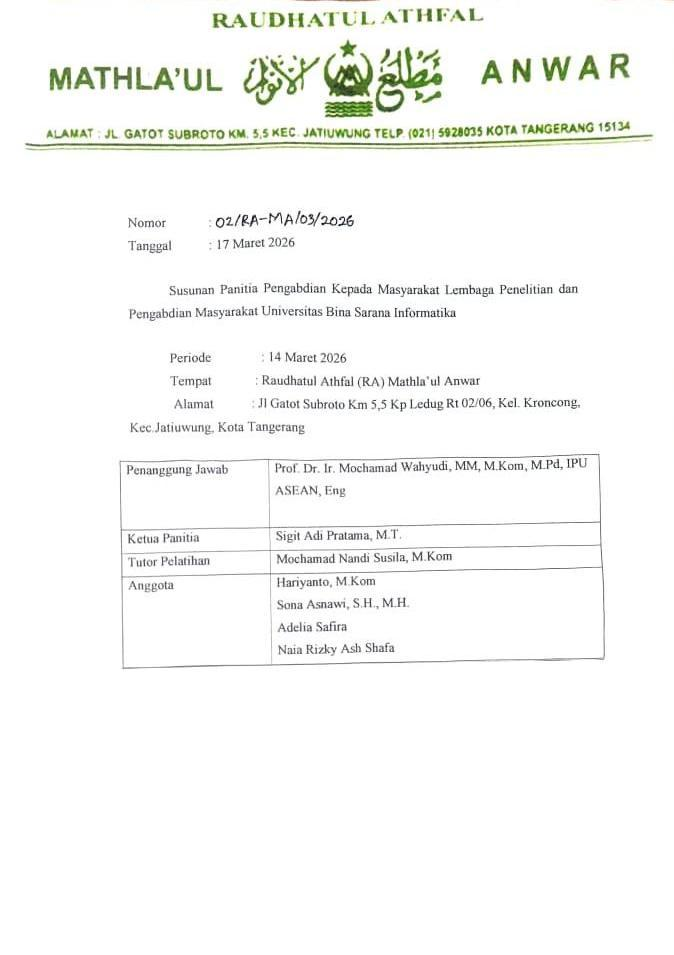 RAUDHATUL ATHFAL
MATHLA'UL مطلع الأنوار ANWAR
ALAMAT : JL. GATOT SUBROTO KM. 5,5 KEC. JATIUWUNG TELP. (021) 5928035 KOTA TANGERANG 15134
Nomor : 02/RA-MA/03/2026
Tanggal : 17 Maret 2026
Susunan Panitia Pengabdian Kepada Masyarakat Lembaga Penelitian dan
Pengabdian Masyarakat Universitas Bina Sarana Informatika
Periode : 14 Maret 2026
Tempat : Raudhatul Athfal (RA) Mathla'ul Anwar
Alamat : Jl Gatot Subroto Km 5,5 Kp Ledug Rt 02/06, Kel. Kroncong,
Kec.Jatiuwung, Kota Tangerang
Penanggung Jawab Prof. Dr. Ir. Mochamad Wahyudi, MM, M.Kom, M.Pd, IPU
ASEAN, Eng
Ketua Panitia Sigit Adi Pratama, M.T.
Tutor Pelatihan Mochamad Nandi Susila, M.Kom
Anggota Hariyanto, M.Kom
Sona Asnawi, S.H., M.H.
Adelia Safira
Naia Rizky Ash Shafa